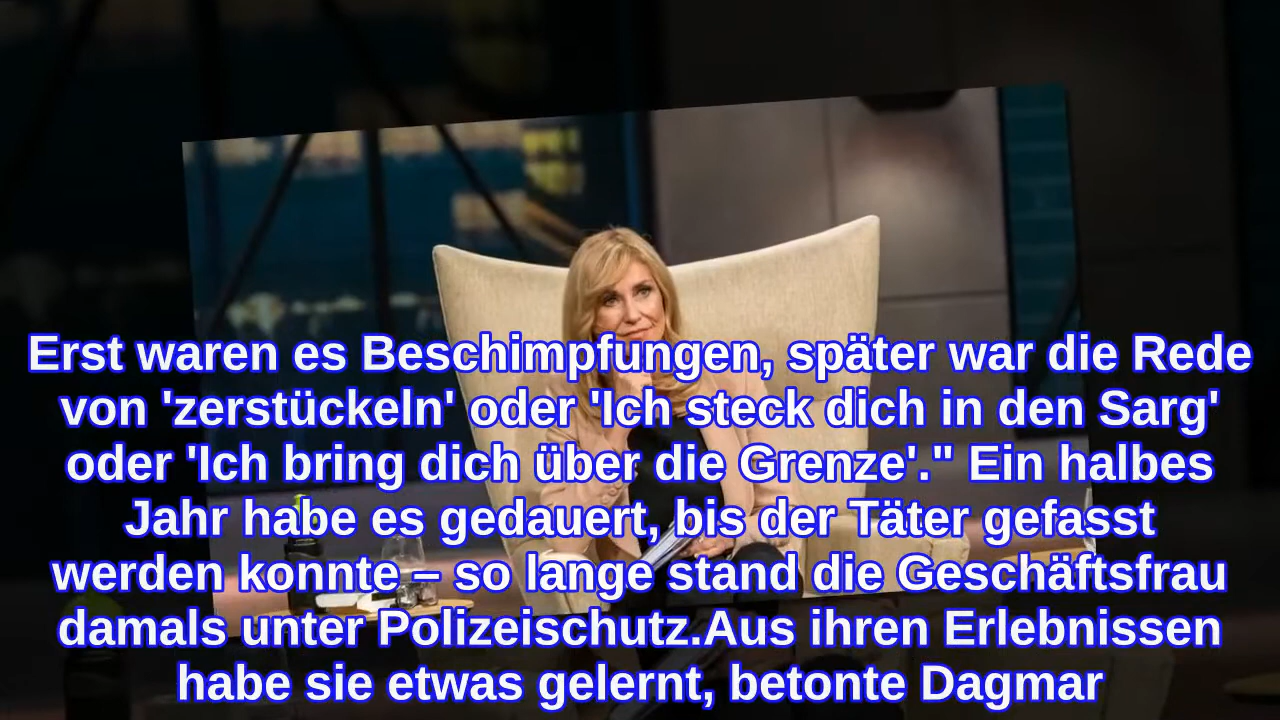 Erst waren es Beschimpfungen, später war die Rede
von 'zerstückeln' oder 'Ich steck dich in den Sarg'
oder 'Ich bring dich über die Grenze'." Ein halbes
Jahr habe es gedauert, bis der Täter gefasst
werden konnte – so lange stand die Geschäftsfrau
damals unter Polizeischutz.Aus ihren Erlebnissen
habe sie etwas gelernt, betonte Dagmar